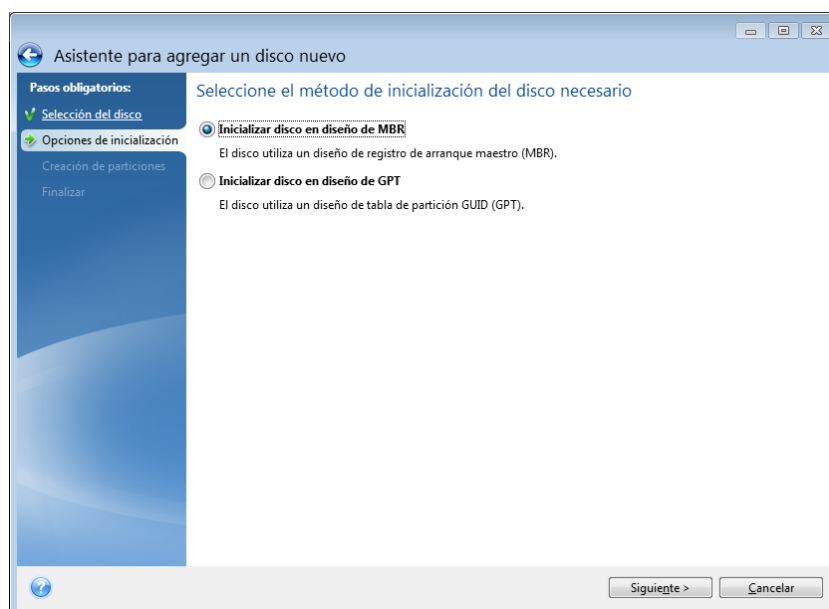 Asistente para agregar un disco nuevo
Pasos obligatorios:
Selección del disco
Opciones de inicialización
Creación de particiones
Finalizar
Seleccione el método de inicialización del disco necesario
Inicializar disco en diseño de MBR
El disco utiliza un diseño de registro de arranque maestro (MBR).
Inicializar disco en diseño de GPT
El disco utiliza un diseño de tabla de partición GUID (GPT).
Siguiente >
Cancelar